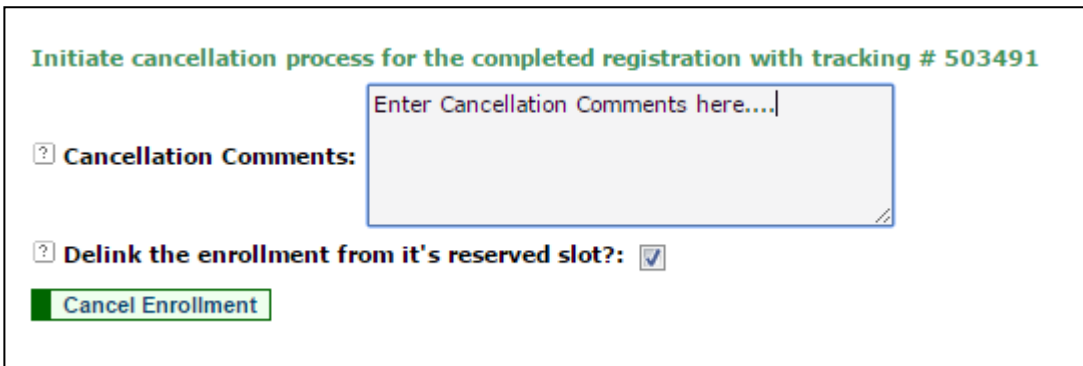 Initiate cancellation process for the completed registration with tracking # 503491
Enter Cancellation Comments here....
? Cancellation Comments:
? Delink the enrollment from it's reserved slot?:
Cancel Enrollment